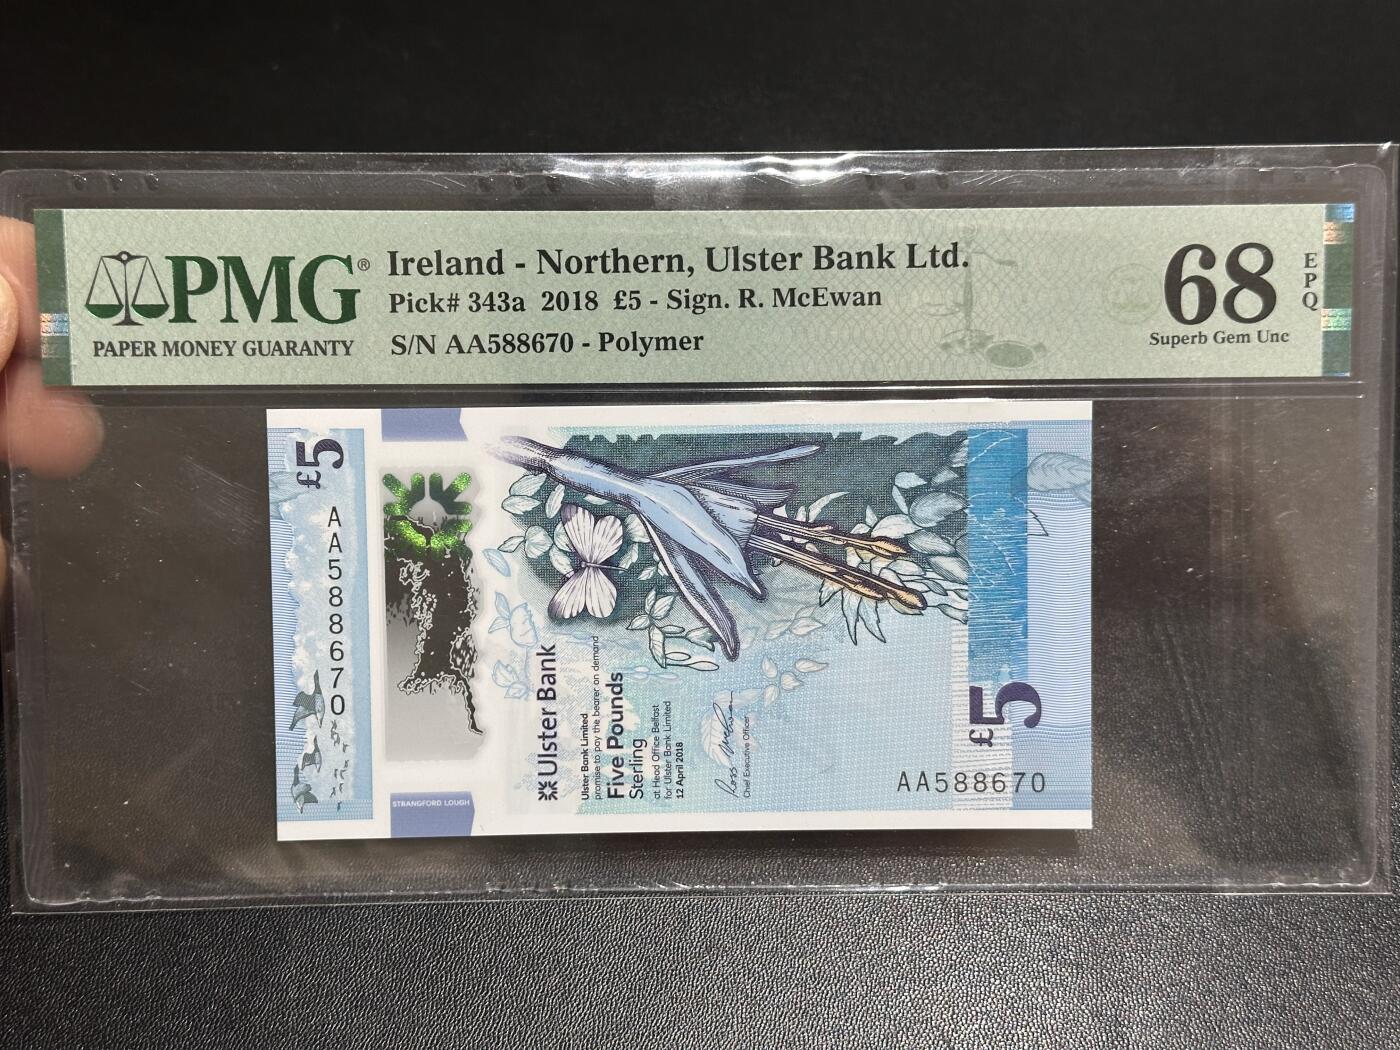 PMG®
PAPER MONEY GUARANTY
Ireland - Northern, Ulster Bank Ltd.
Pick# 343a 2018 £5 - Sign. R. McEwan
S/N AA588670 - Polymer
68
EPQ
Superb Gem Unc
£5
AA588670
STRANGFORD LOUGH
Ulster Bank
Ulster Bank Limited
promise to pay the bearer on demand
Five Pounds
Sterling
at Head Office Belfast
for Ulster Bank Limited
12 April 2018
Chief Executive Officer
£5
AA588670